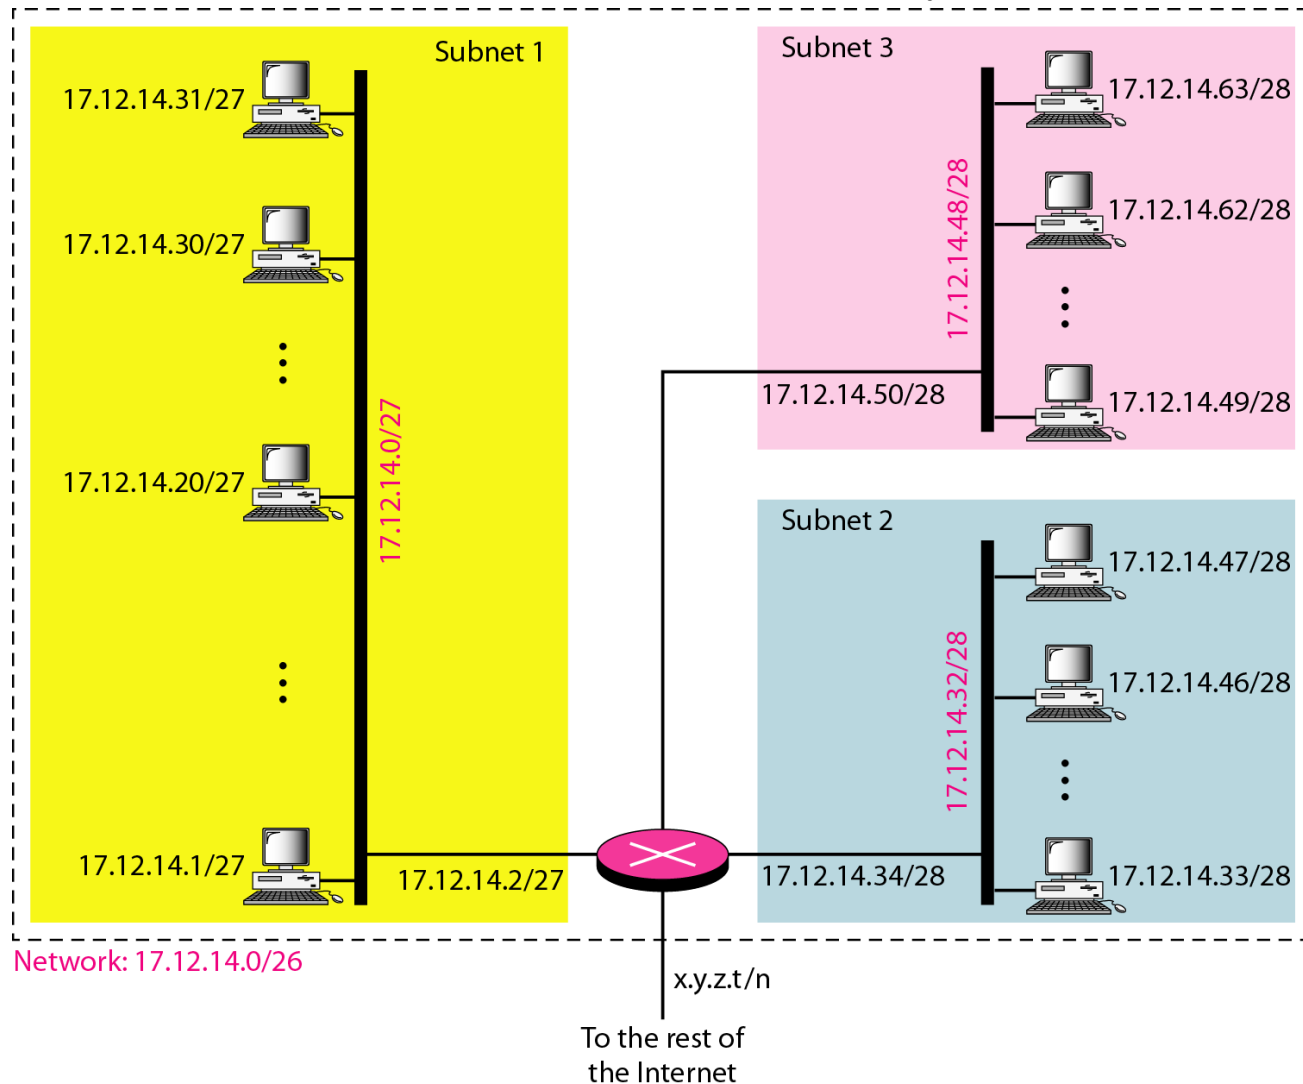 Subnet 1
17.12.14.31/27
17.12.14.30/27
17.12.14.20/27
17.12.14.0/27
17.12.14.1/27
17.12.14.2/27
Subnet 3
17.12.14.63/28
17.12.14.62/28
17.12.14.48/28
17.12.14.50/28
17.12.14.49/28
Subnet 2
17.12.14.47/28
17.12.14.46/28
17.12.14.32/28
17.12.14.34/28
17.12.14.33/28
Network: 17.12.14.0/26
x.y.z.t/n
To the rest of
the Internet